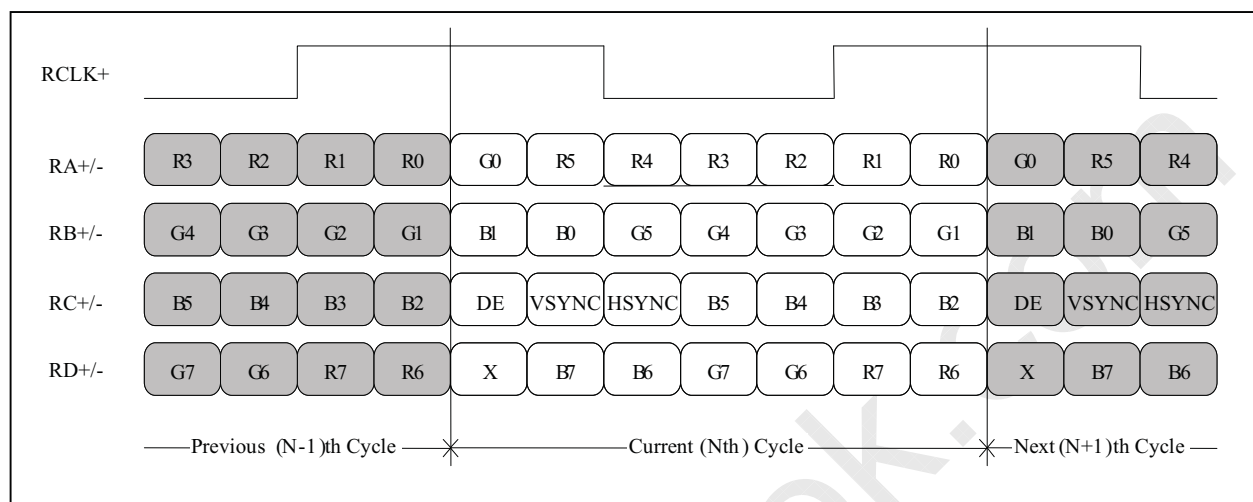 RCLK+
RA+/- R3 R2 R1 R0 G0 R5 R4 R3 R2 R1 R0 G0 R5 R4
RB+/- G4 G3 G2 G1 B1 B0 G5 G4 G3 G2 G1 B1 B0 G5
RC+/- B5 B4 B3 B2 DE VSYNC HSYNC B5 B4 B3 B2 DE VSYNC HSYNC
RD+/- G7 G6 R7 R6 X B7 B6 G7 G6 R7 R6 X B7 B6
Previous (N-1)th Cycle Current (Nth) Cycle Next (N+1)th Cycle